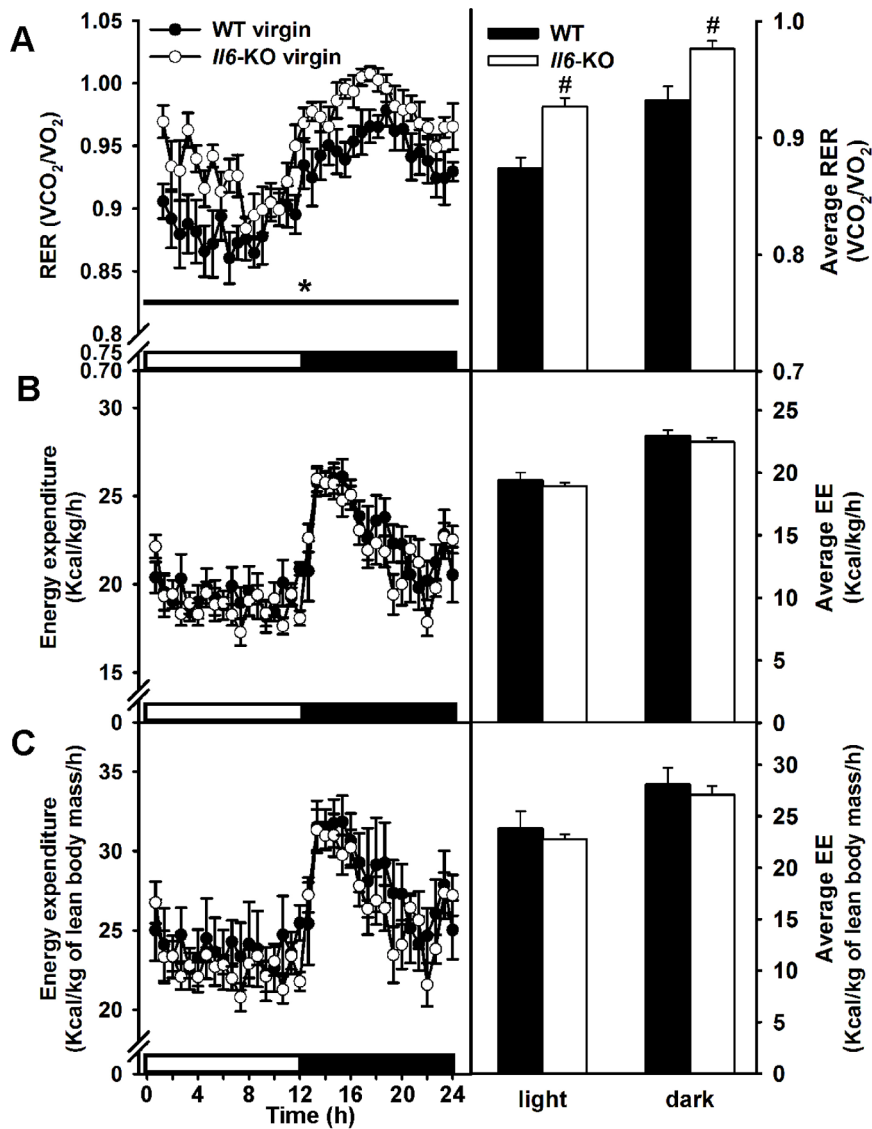 A
WT virgin
Il6-KO virgin
RER (VCO2/VO2)
1.05
1.00
0.95
0.9
0.85
0.8
0.75
0.70
*
WT
Il6-KO
#
#
1.0
0.9
0.8
0.7
Average RER
(VCO2/VO2)
B
Energy expenditure
(Kcal/kg/h)
30
25
20
15
0
25
20
15
10
5
0
Average EE
(Kcal/kg/h)
C
Energy expenditure
(Kcal/kg of lean body mass/h)
35
30
25
20
0
30
25
20
15
10
5
0
Average EE
(Kcal/kg of lean body mass/h)
0 4 8 12 16 20 24
Time (h)
light dark